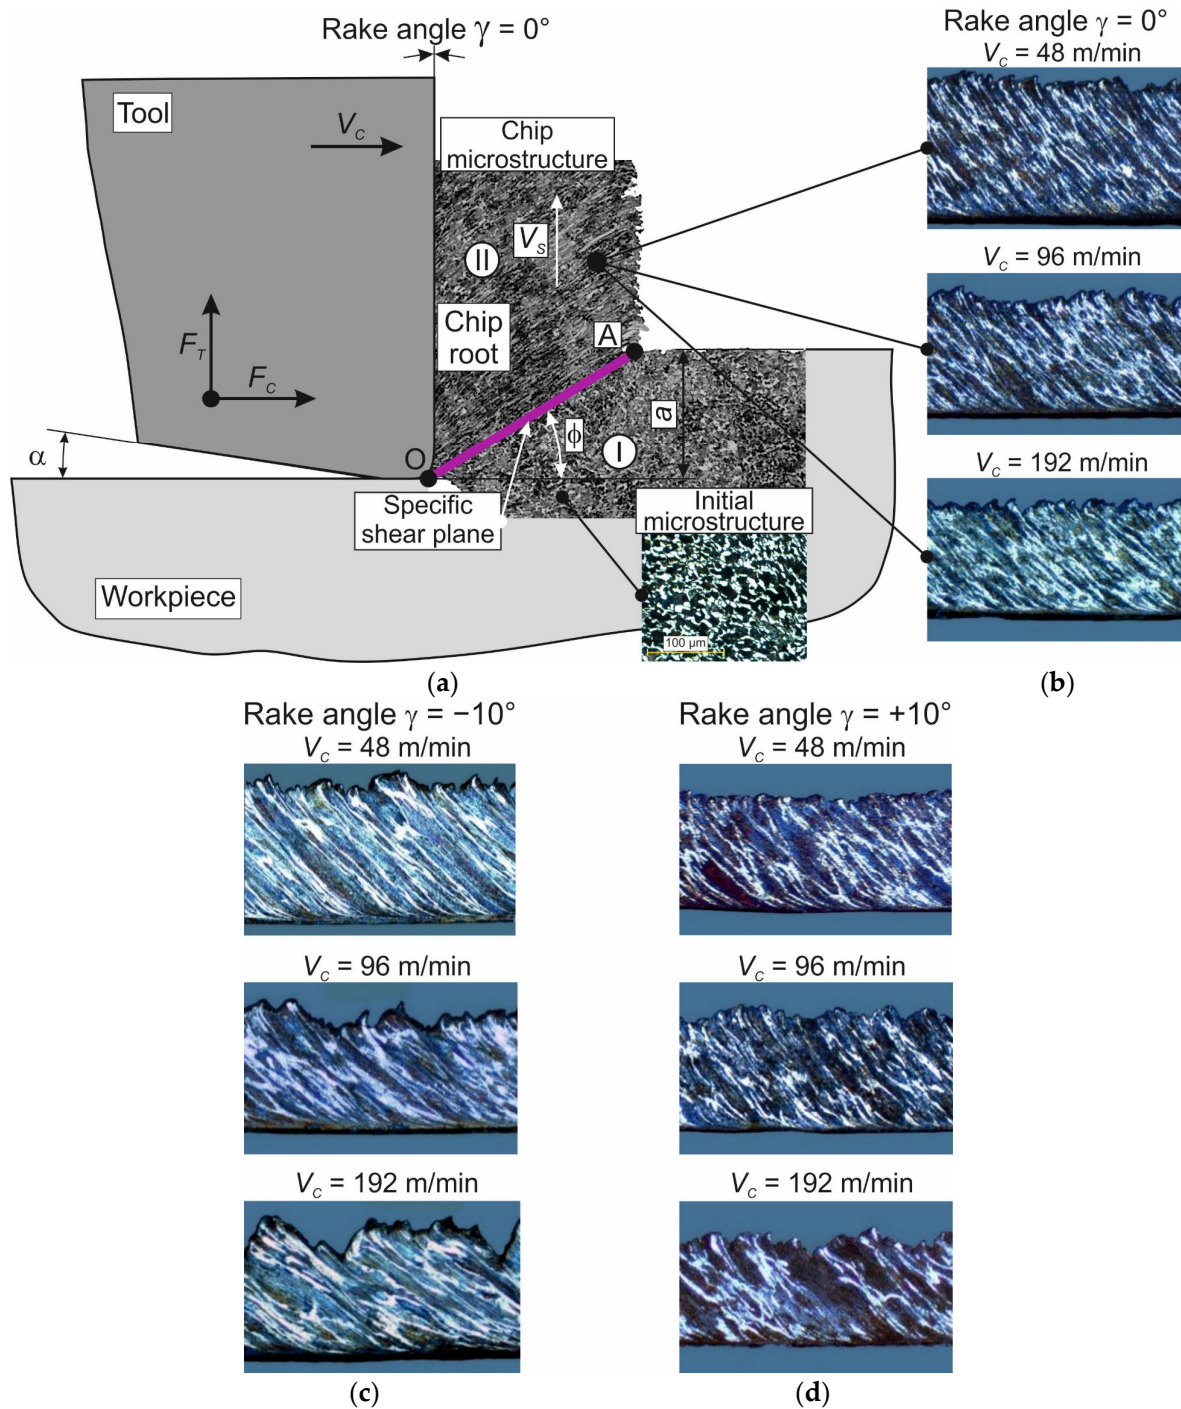 Rake angle γ = 0°
Tool
V_C
Chip
microstructure
V_S
II
Chip
root
A
F_T
F_C
a
ϕ
I
α
O
Specific
shear plane
Initial
microstructure
Workpiece
100 μm
(a)
Rake angle γ = 0°
V_C = 48 m/min
V_C = 96 m/min
V_C = 192 m/min
(b)
Rake angle γ = −10°
V_C = 48 m/min
V_C = 96 m/min
V_C = 192 m/min
(c)
Rake angle γ = +10°
V_C = 48 m/min
V_C = 96 m/min
V_C = 192 m/min
(d)